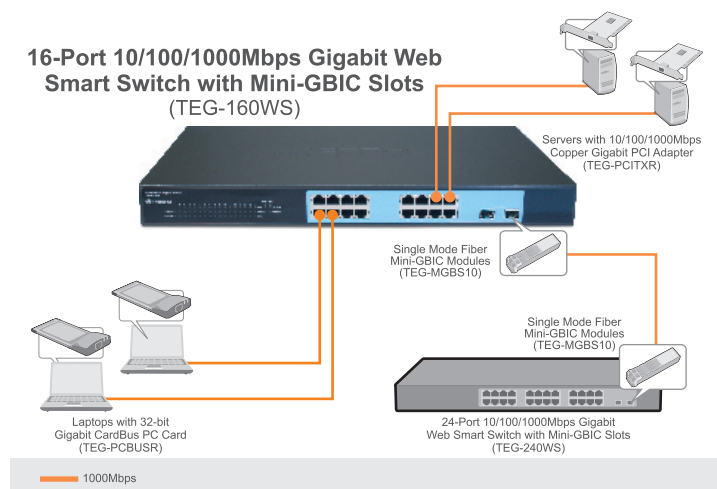 16-Port 10/100/1000Mbps Gigabit Web
Smart Switch with Mini-GBIC Slots
(TEG-160WS)
Servers with 10/100/1000Mbps
Copper Gigabit PCI Adapter
(TEG-PCITXR)
Single Mode Fiber
Mini-GBIC Modules
(TEG-MGBS10)
Single Mode Fiber
Mini-GBIC Modules
(TEG-MGBS10)
Laptops with 32-bit
Gigabit CardBus PC Card
(TEG-PCBUSR)
24-Port 10/100/1000Mbps Gigabit
Web Smart Switch with Mini-GBIC Slots
(TEG-240WS)
1000Mbps